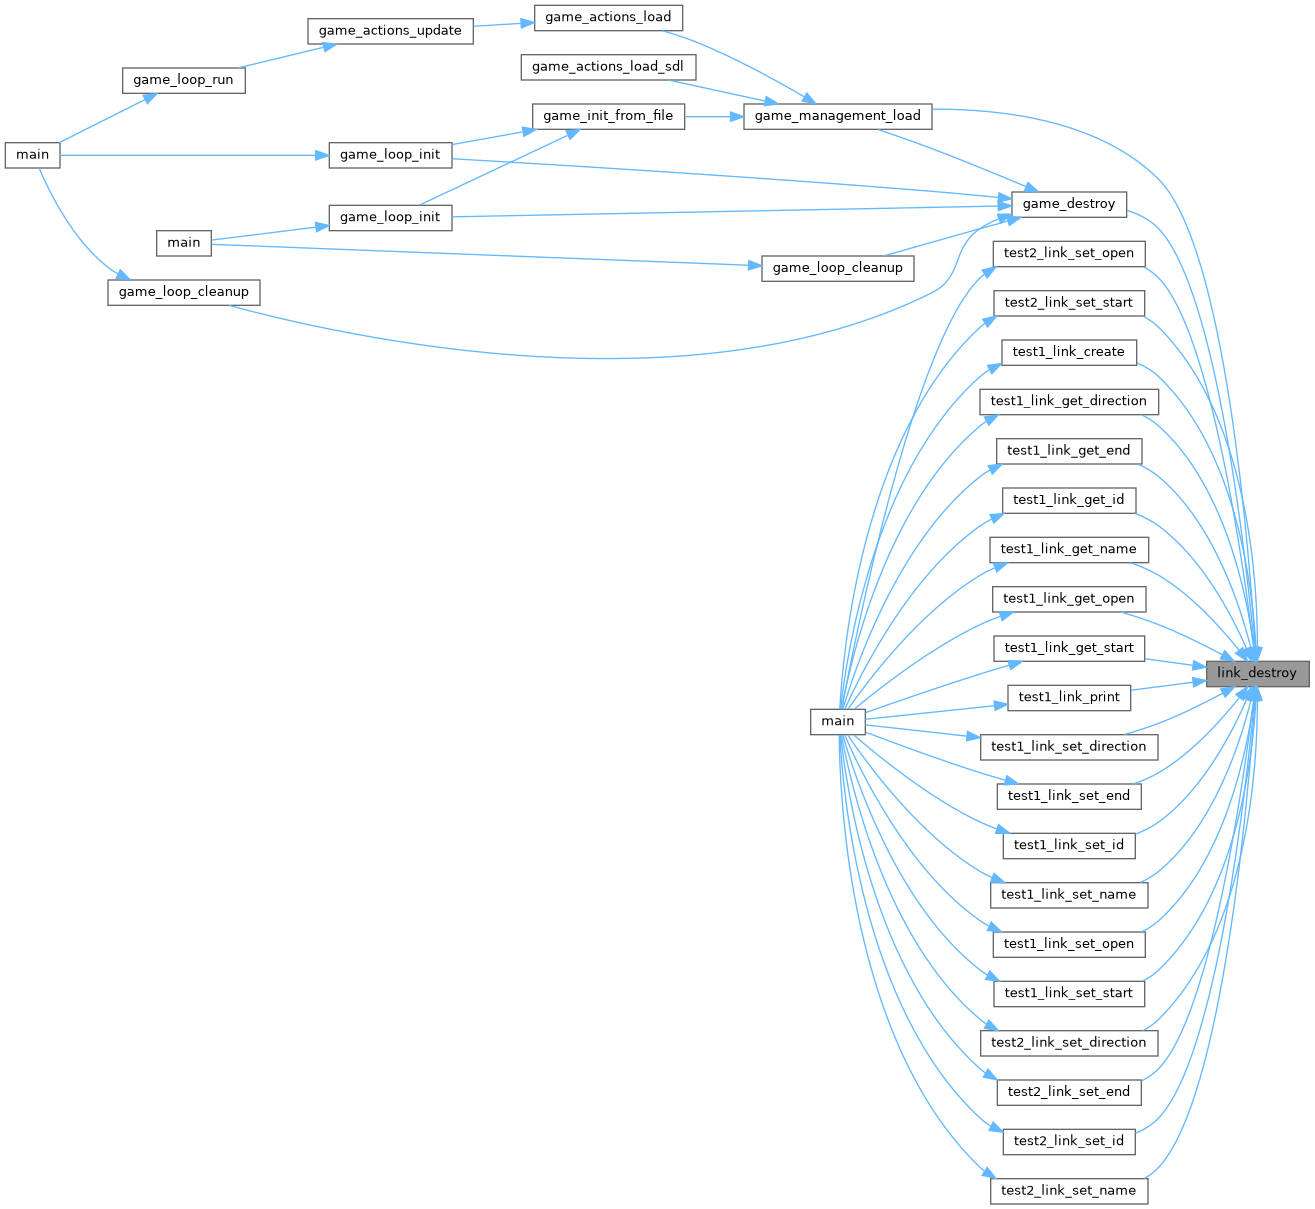 game_actions_load
game_actions_update
game_actions_load_sdl
game_loop_run
game_init_from_file
game_management_load
main
game_loop_init
game_destroy
game_loop_init
main
test2_link_set_open
game_loop_cleanup
game_loop_cleanup
test2_link_set_start
test1_link_create
test1_link_get_direction
test1_link_get_end
test1_link_get_id
test1_link_get_name
test1_link_get_open
test1_link_get_start
link_destroy
test1_link_print
main
test1_link_set_direction
test1_link_set_end
test1_link_set_id
test1_link_set_name
test1_link_set_open
test1_link_set_start
test2_link_set_direction
test2_link_set_end
test2_link_set_id
test2_link_set_name